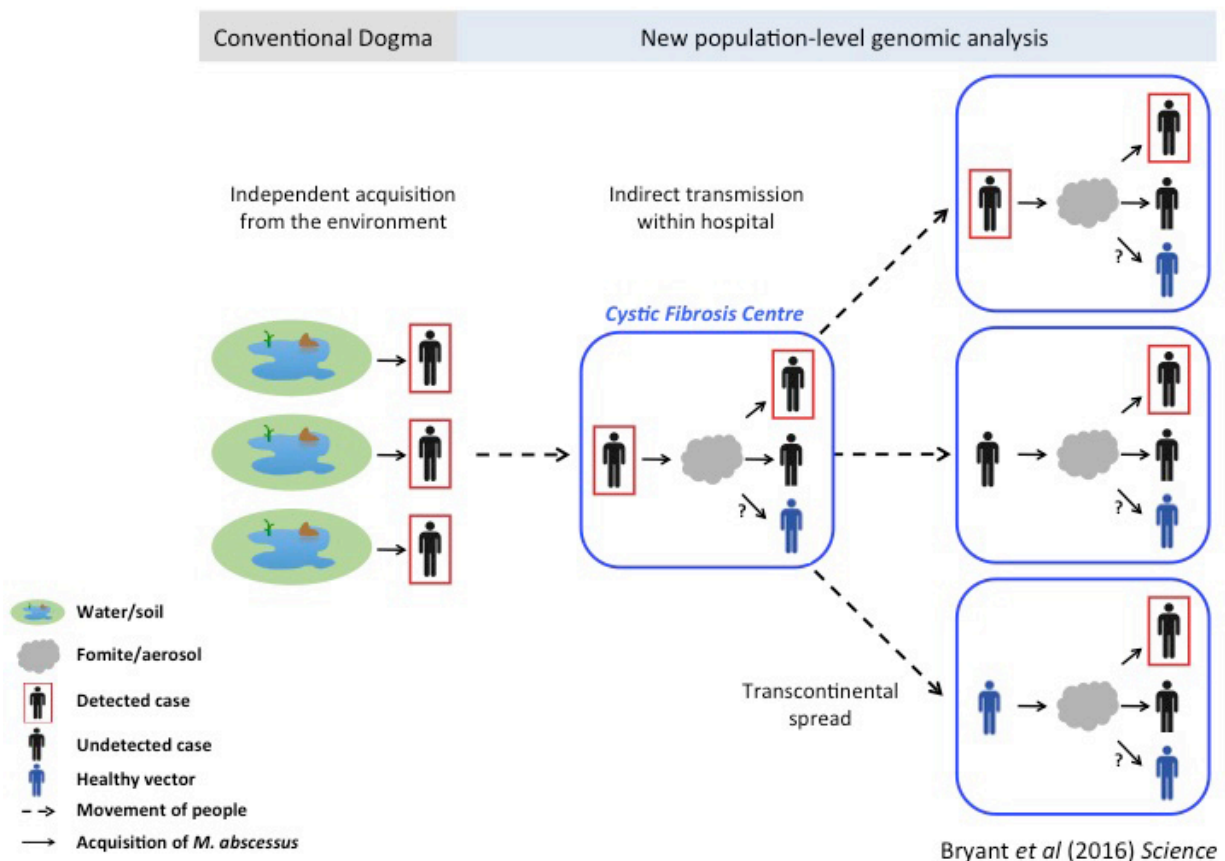 Conventional Dogma
New population-level genomic analysis
Independent acquisition
from the environment
Indirect transmission
within hospital
Cystic Fibrosis Centre
?
?
?
?
Transcontinental
spread
Water/soil
Fomite/aerosol
Detected case
Undetected case
Healthy vector
Movement of people
Acquisition of M. abscessus
Bryant et al (2016) Science